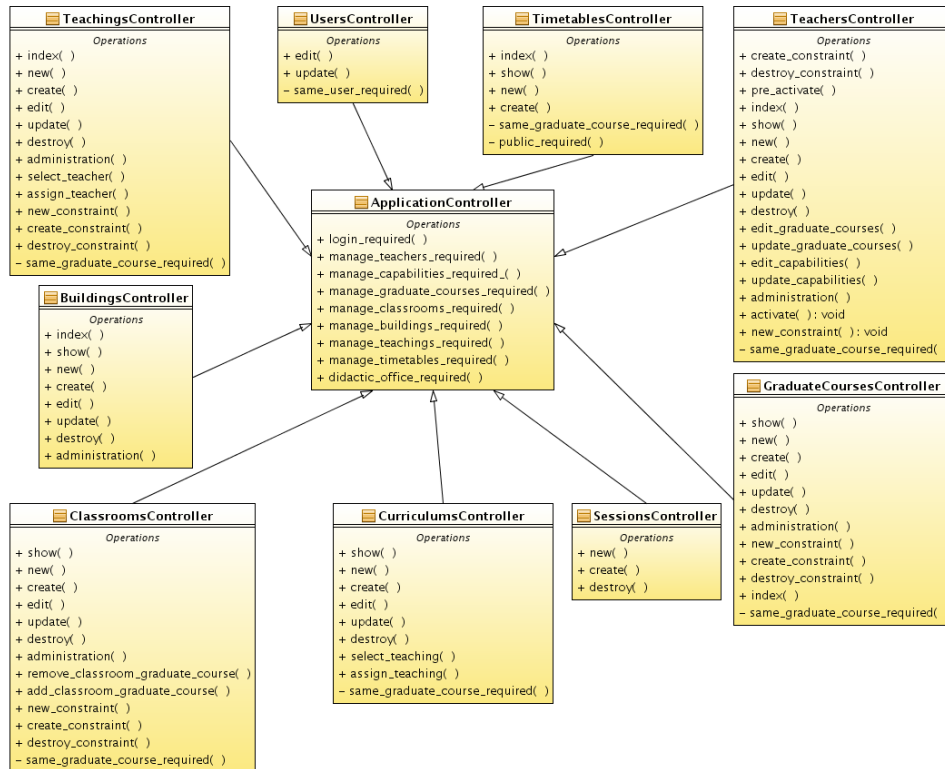 TeachingsController
Operations
+ index( )
+ new( )
+ create( )
+ edit( )
+ update( )
+ destroy( )
+ administration( )
+ select_teacher( )
+ assign_teacher( )
+ new_constraint( )
+ create_constraint( )
+ destroy_constraint( )
- same_graduate_course_required( )
UsersController
Operations
+ edit( )
+ update( )
- same_user_required( )
TimetablesController
Operations
+ index( )
+ show( )
+ new( )
+ create( )
- same_graduate_course_required( )
- public_required( )
TeachersController
Operations
+ create_constraint( )
+ destroy_constraint( )
+ pre_activate( )
+ index( )
+ show( )
+ new( )
+ create( )
+ edit( )
+ update( )
+ destroy( )
+ edit_graduate_courses( )
+ update_graduate_courses( )
+ edit_capabilities( )
+ update_capabilities( )
+ administration( )
+ activate( ) : void
+ new_constraint( ) : void
- same_graduate_course_required(
ApplicationController
Operations
+ login_required( )
+ manage_teachers_required( )
+ manage_capabilities_required_( )
+ manage_graduate_courses_required( )
+ manage_classrooms_required( )
+ manage_buildings_required( )
+ manage_teachings_required( )
+ manage_timetables_required( )
+ didactic_office_required( )
BuildingsController
Operations
+ index( )
+ show( )
+ new( )
+ create( )
+ edit( )
+ update( )
+ destroy( )
+ administration( )
GraduateCoursesController
Operations
+ show( )
+ new( )
+ create( )
+ edit( )
+ update( )
+ destroy( )
+ administration( )
+ new_constraint( )
+ create_constraint( )
+ destroy_constraint( )
+ index( )
- same_graduate_course_required(
ClassroomsController
Operations
+ show( )
+ new( )
+ create( )
+ edit( )
+ update( )
+ destroy( )
+ administration( )
+ remove_classroom_graduate_course( )
+ add_classroom_graduate_course( )
+ new_constraint( )
+ create_constraint( )
+ destroy_constraint( )
- same_graduate_course_required( )
CurriculumsController
Operations
+ show( )
+ new( )
+ create( )
+ edit( )
+ update( )
+ destroy( )
+ select_teaching( )
+ assign_teaching( )
- same_graduate_course_required( )
SessionsController
Operations
+ new( )
+ create( )
+ destroy( )